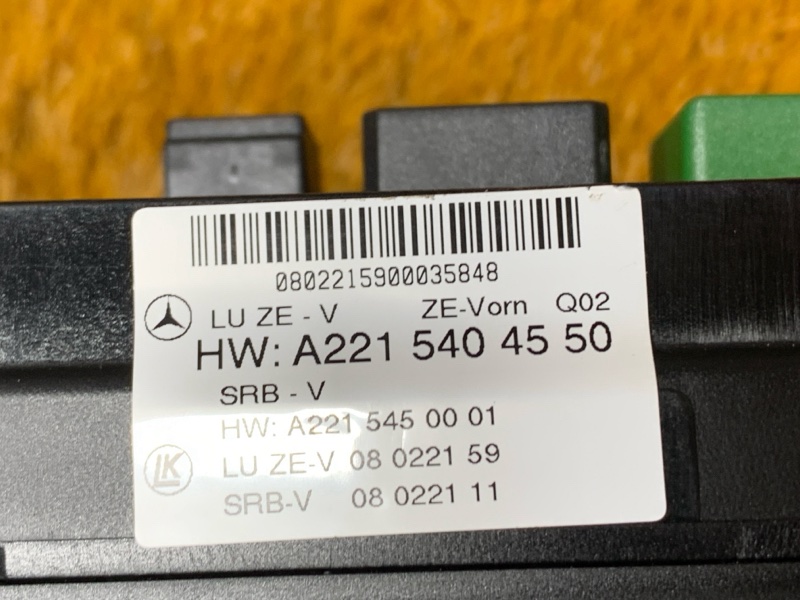 0802215900035848
LU ZE - V ZE-Vorn Q02
HW: A221 540 45 50
SRB - V
HW: A221 545 00 01
LK LU ZE-V 08 0221 59
SRB-V 08 0221 11